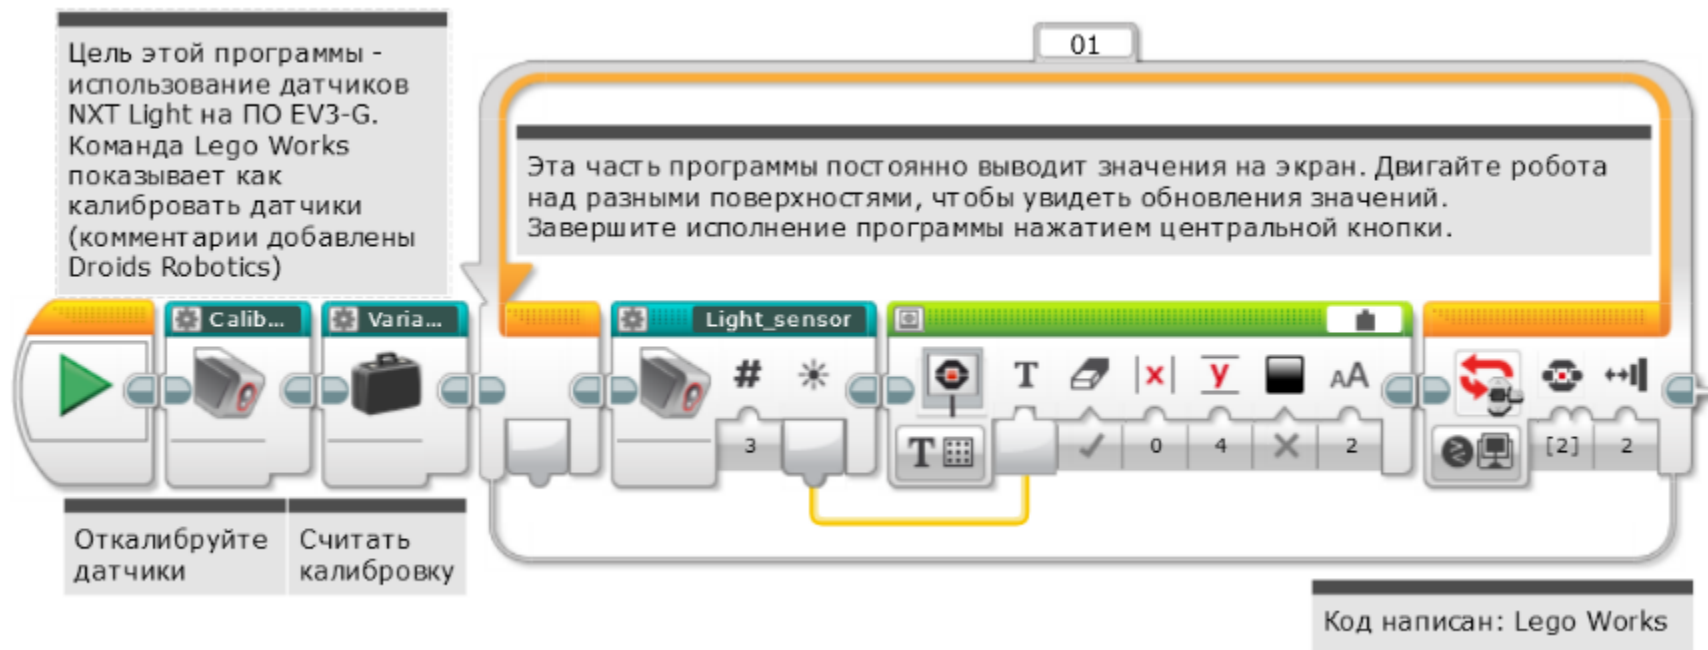 Цель этой программы -
использование датчиков
NXT Light на ПО EV3-G.
Команда Lego Works
показывает как
калибровать датчики
(комментарии добавлены
Droids Robotics)
01
Эта часть программы постоянно выводит значения на экран. Двигайте робота
над разными поверхностями, чтобы увидеть обновления значений.
Завершите исполнение программы нажатием центральной кнопки.
Calib...
Varia...
Light_sensor
# T x y AA
3
T
0 4 2
[2] 2
Откалибруйте
датчики
Считать
калибровку
Код написан: Lego Works